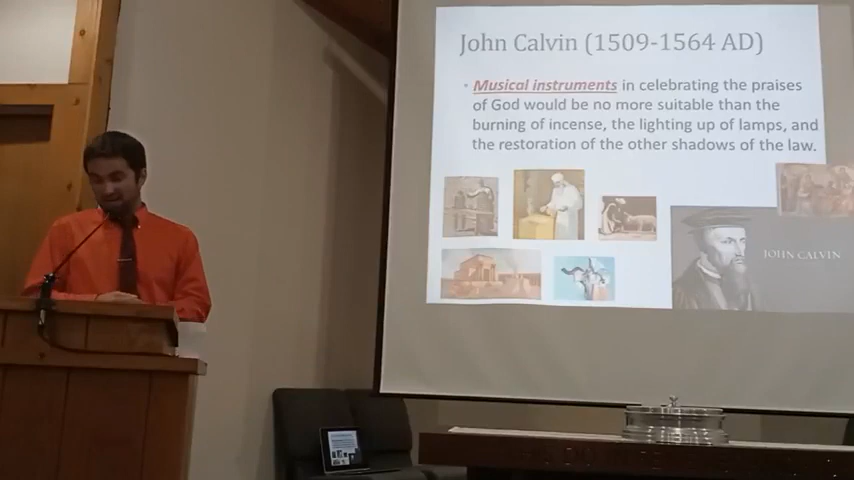 John Calvin (1509-1564 AD)
• Musical instruments in celebrating the praises
of God would be no more suitable than the
burning of incense, the lighting up of lamps, and
the restoration of the other shadows of the law.
JOHN CALVIN